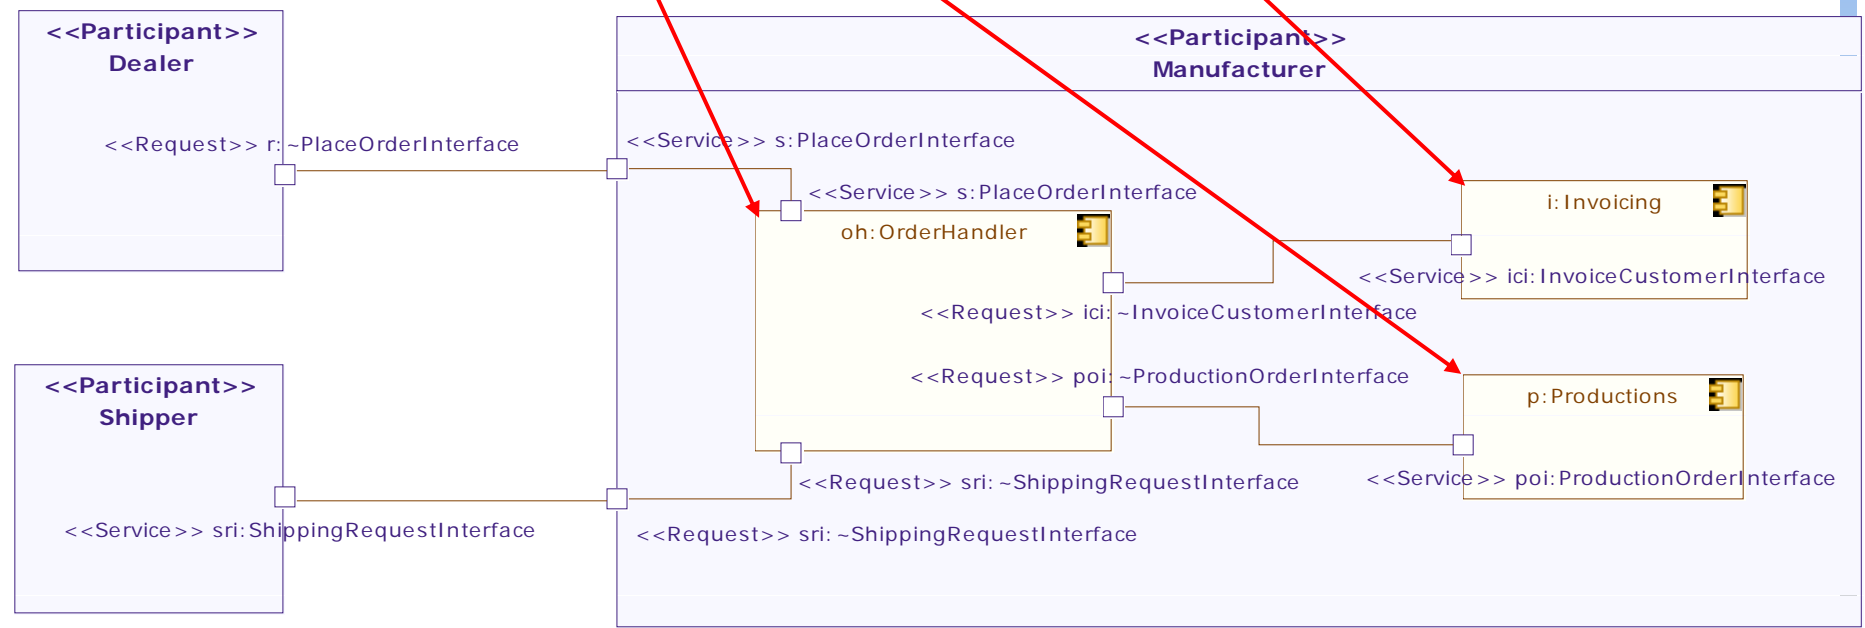 <<Participant>>
Dealer
<<Request>> r:~PlaceOrderInterface
<<Participant>>
Shipper
<<Service>> sri:ShippingRequestInterface
<<Participant>>
Manufacturer
<<Service>> s:PlaceOrderInterface
<<Service>> s:PlaceOrderInterface
oh:OrderHandler
<<Request>> ici:~InvoiceCustomerInterface
<<Request>> poi:~ProductionOrderInterface
<<Request>> sri:~ShippingRequestInterface
<<Request>> sri:~ShippingRequestInterface
i:Invoicing
<<Service>> ici:InvoiceCustomerInterface
p:Productions
<<Service>> poi:ProductionOrderInterface